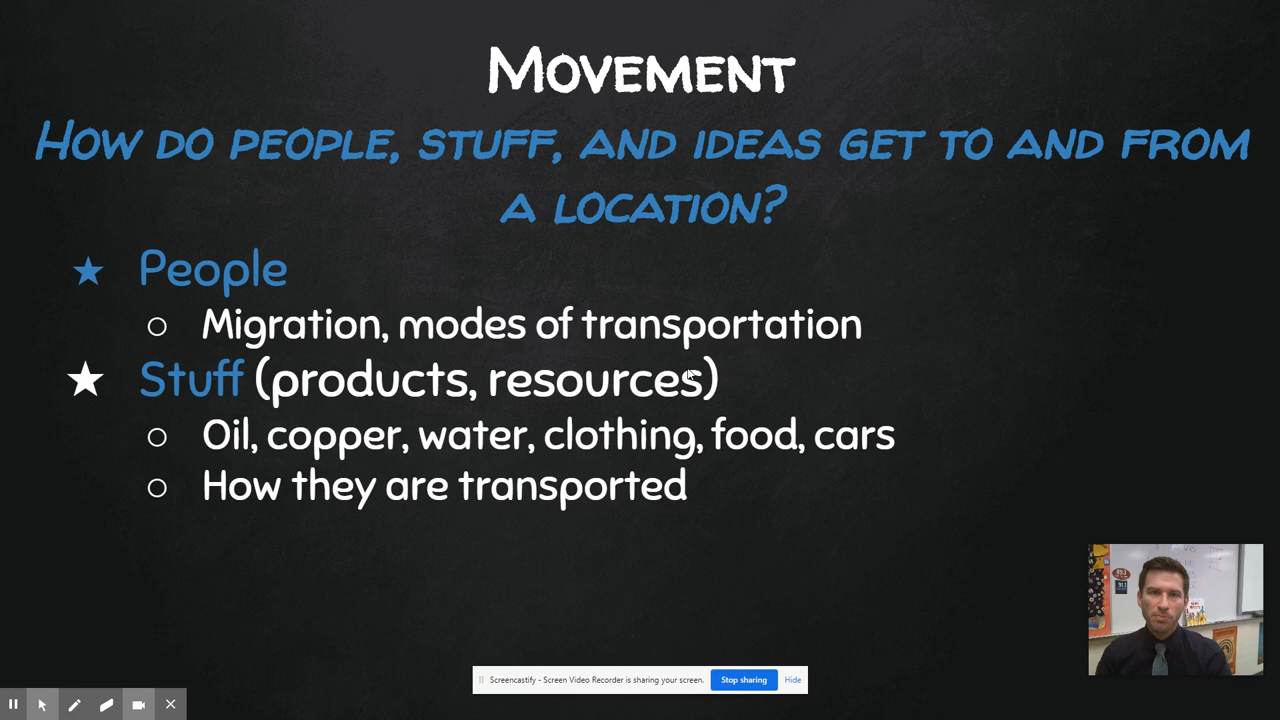 Movement
How do people, stuff, and ideas get to and from
a location?
★ People
○ Migration, modes of transportation
★ Stuff (products, resources)
○ Oil, copper, water, clothing, food, cars
○ How they are transported
Screencastify - Screen Video Recorder is sharing your screen. Stop sharing Hide